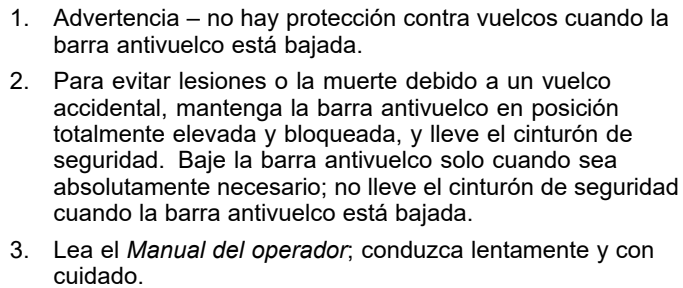 1. Advertencia – no hay protección contra vuelcos cuando la
barra antivuelco está bajada.
2. Para evitar lesiones o la muerte debido a un vuelco
accidental, mantenga la barra antivuelco en posición
totalmente elevada y bloqueada, y lleve el cinturón de
seguridad. Baje la barra antivuelco solo cuando sea
absolutamente necesario; no lleve el cinturón de seguridad
cuando la barra antivuelco está bajada.
3. Lea el Manual del operador; conduzca lentamente y con
cuidado.